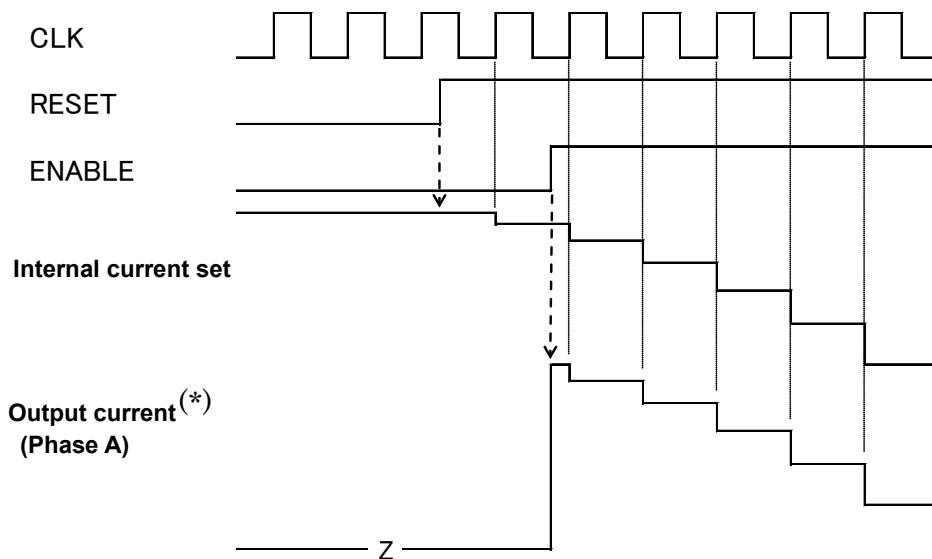 CLK
RESET
ENABLE
Internal current set
Output current(*)
(Phase A)
Z